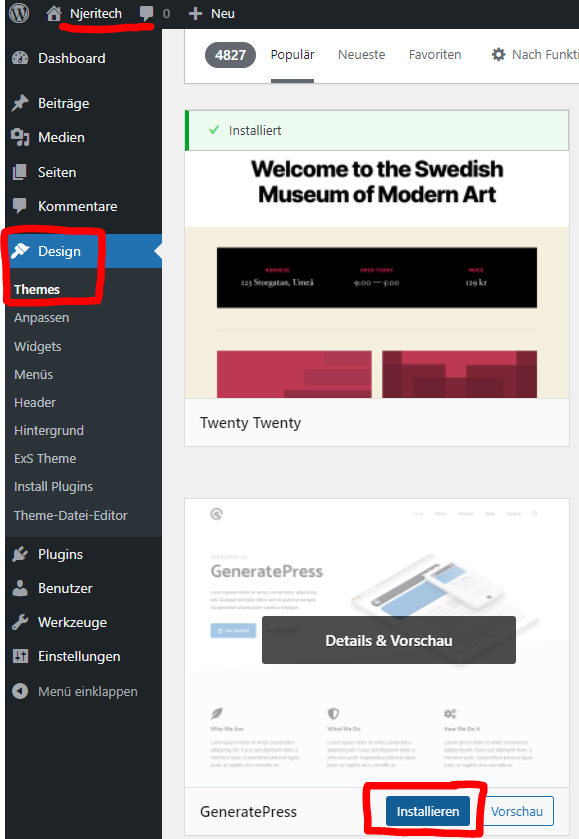 Njeritech 0 Neu
Dashboard
Beiträge
Medien
Seiten
Kommentare
Design
Themes
Anpassen
Widgets
Menüs
Header
Hintergrund
ExS Theme
Install Plugins
Theme-Datei-Editor
Plugins
Benutzer
Werkzeuge
Einstellungen
Menü einklappen
4827 Populär Neueste Favoriten Nach Funkti
Installiert
Welcome to the Swedish
Museum of Modern Art
ADDRESS OPEN TODAY PRICE
123 Storgatan, Umeå 9:00 — 5:00 129 kr
Twenty Twenty
Welcome to
GeneratePress
Details & Vorschau
Who We Are What We Do How We Do It
GeneratePress Installieren Vorschau